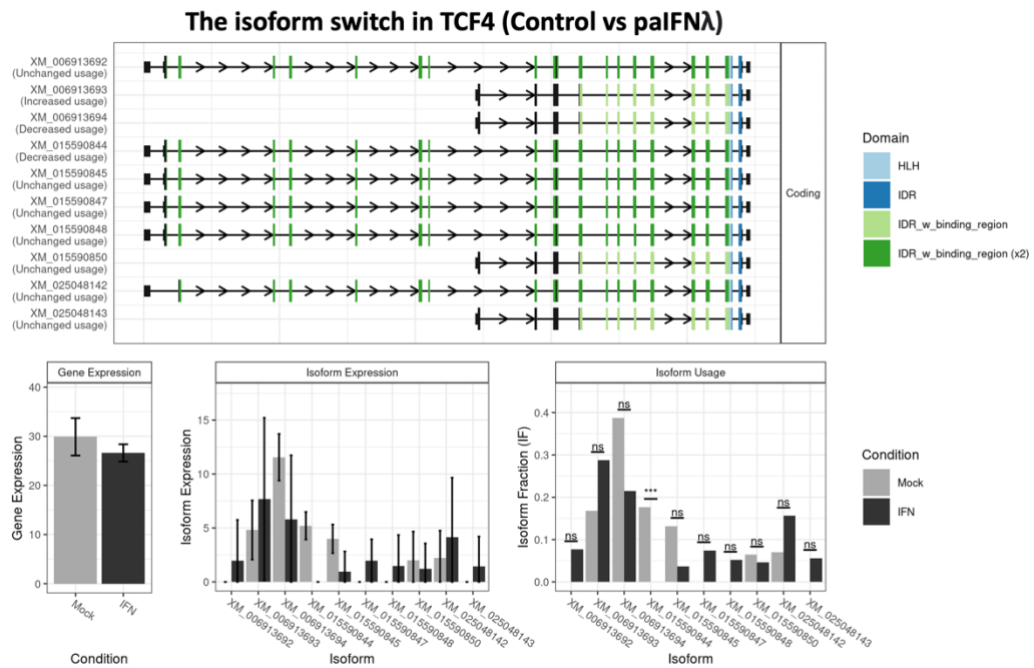 The isoform switch in TCF4 (Control vs paIFNλ)
XM_006913692
(Unchanged usage)
XM_006913693
(Increased usage)
XM_006913694
(Decreased usage)
XM_015590844
(Decreased usage)
XM_015590845
(Unchanged usage)
XM_015590847
(Unchanged usage)
XM_015590848
(Unchanged usage)
XM_015590850
(Unchanged usage)
XM_025048142
(Unchanged usage)
XM_025048143
(Unchanged usage)
Coding
Domain
HLH
IDR
IDR_w_binding_region
IDR_w_binding_region (x2)
Gene Expression
Gene Expression
40
30
20
10
0
Mock
IFN
Condition
Isoform Expression
Isoform Expression
15
10
5
0
XM_006913692
XM_006913693
XM_006913694
XM_015590844
XM_015590845
XM_015590847
XM_015590848
XM_015590850
XM_025048142
XM_025048143
Isoform
Isoform Usage
Isoform Fraction (IF)
0.4
0.3
0.2
0.1
0.0
ns
ns
ns
***
ns
ns
ns
ns
ns
ns
XM_006913692
XM_006913693
XM_006913694
XM_015590844
XM_015590845
XM_015590847
XM_015590848
XM_015590850
XM_025048142
XM_025048143
Isoform
Condition
Mock
IFN